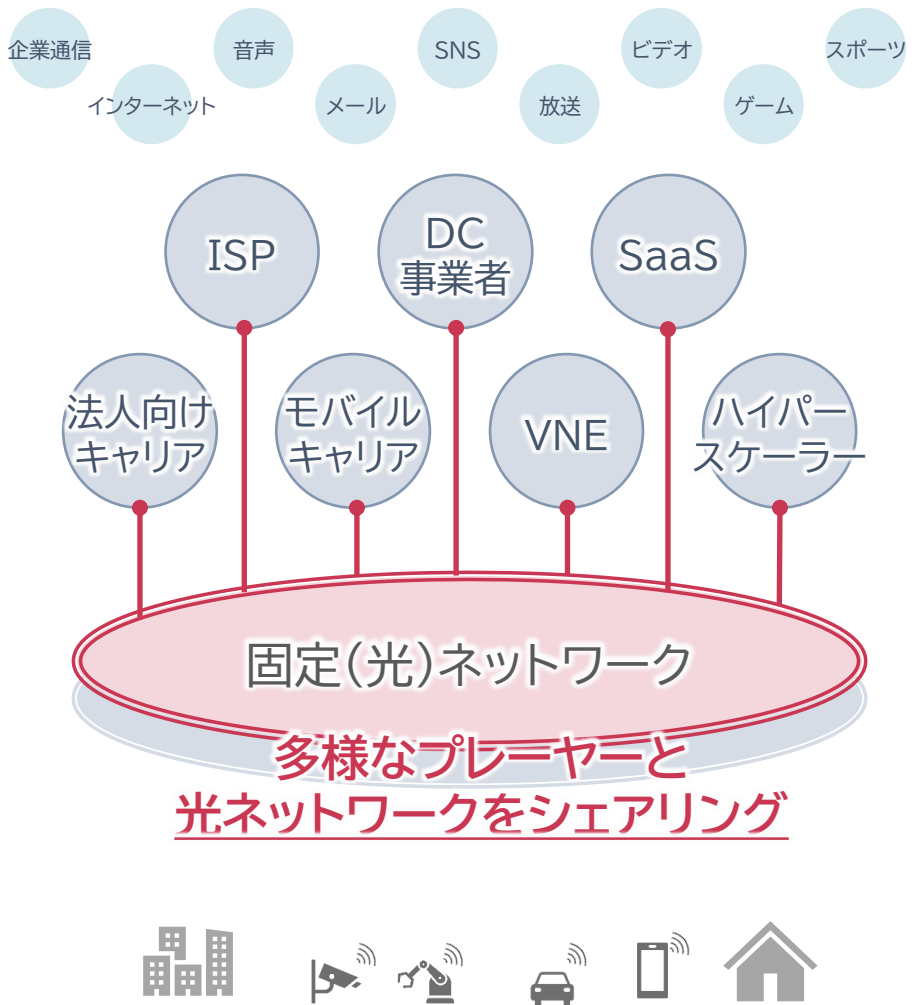 企業通信
音声
SNS
ビデオ
スポーツ
インターネット
メール
放送
ゲーム
ISP
DC
事業者
SaaS
法人向け
キャリア
モバイル
キャリア
VNE
ハイパー
スケーラー
固定(光)ネットワーク
多様なプレーヤーと
光ネットワークをシェアリング